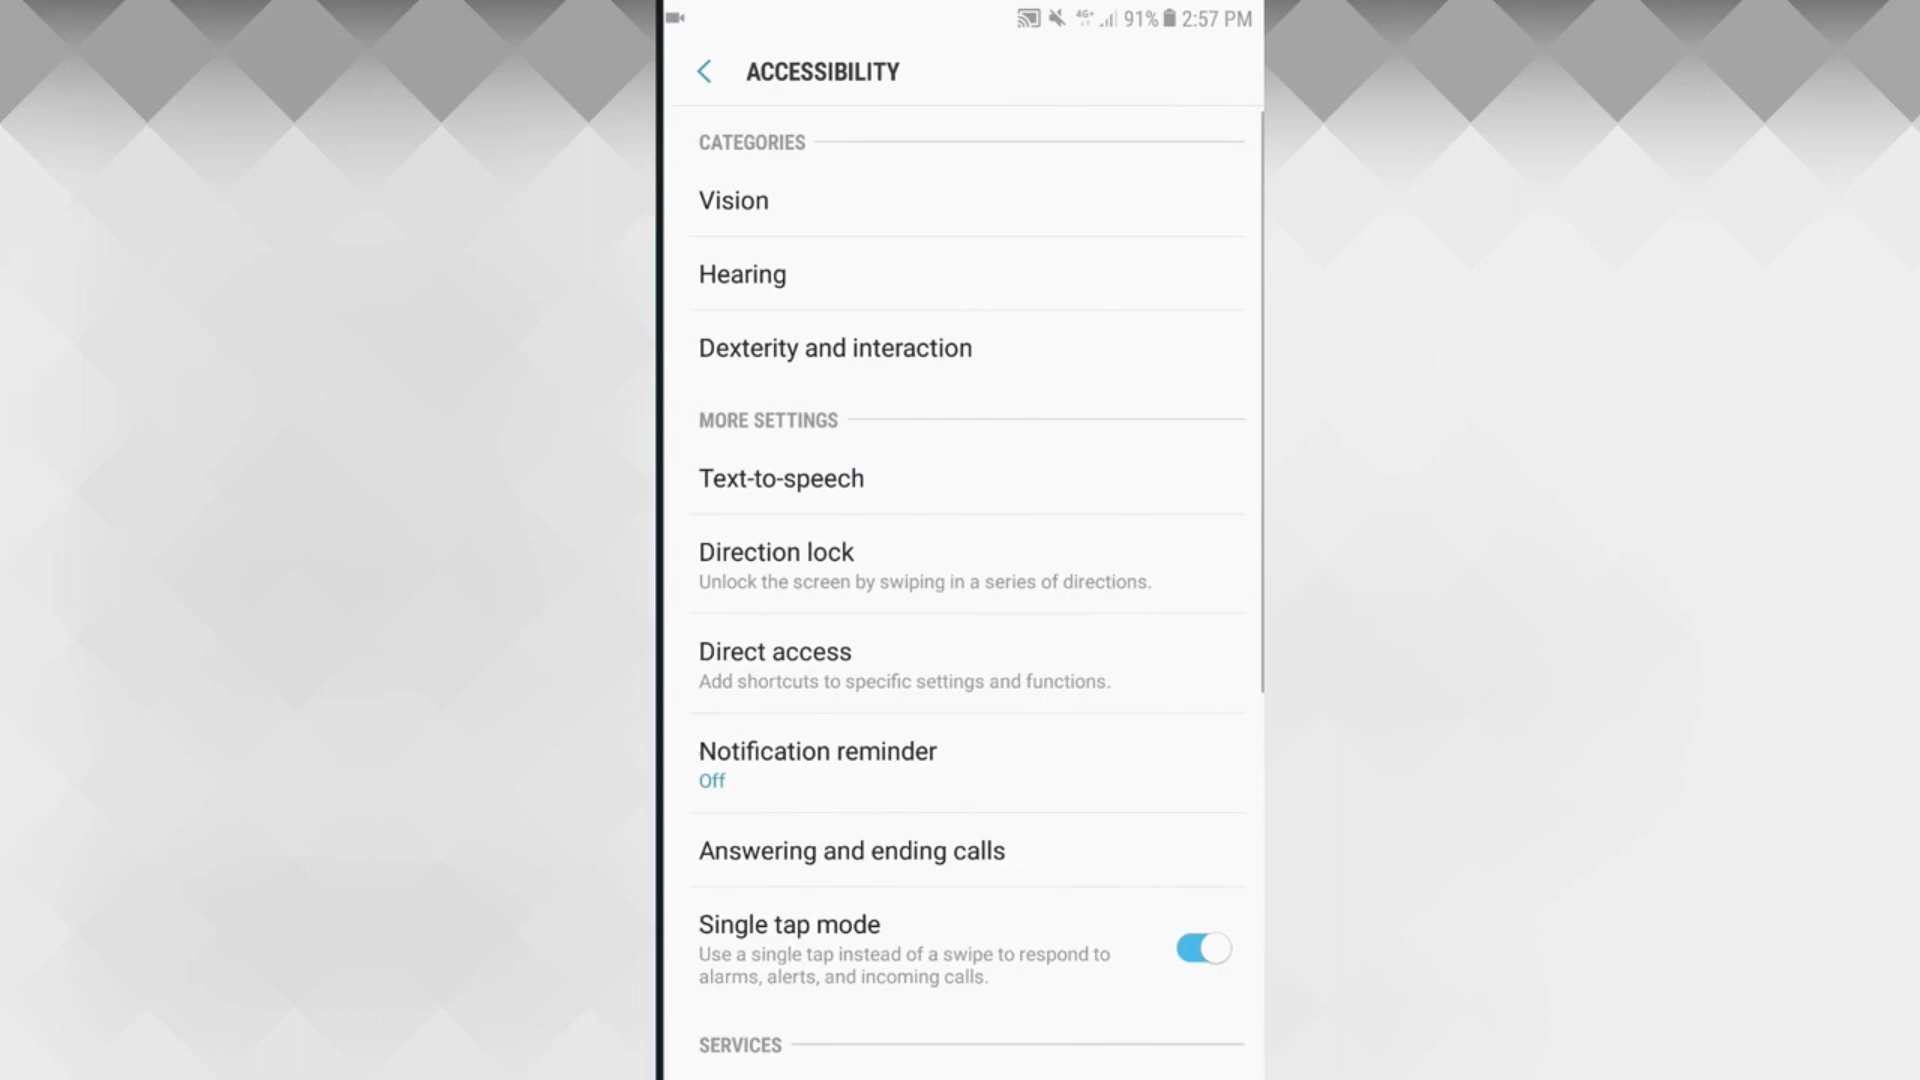 4G+ 91% 2:57 PM
ACCESSIBILITY
CATEGORIES
Vision
Hearing
Dexterity and interaction
MORE SETTINGS
Text-to-speech
Direction lock
Unlock the screen by swiping in a series of directions.
Direct access
Add shortcuts to specific settings and functions.
Notification reminder
Off
Answering and ending calls
Single tap mode
Use a single tap instead of a swipe to respond to
alarms, alerts, and incoming calls.
SERVICES